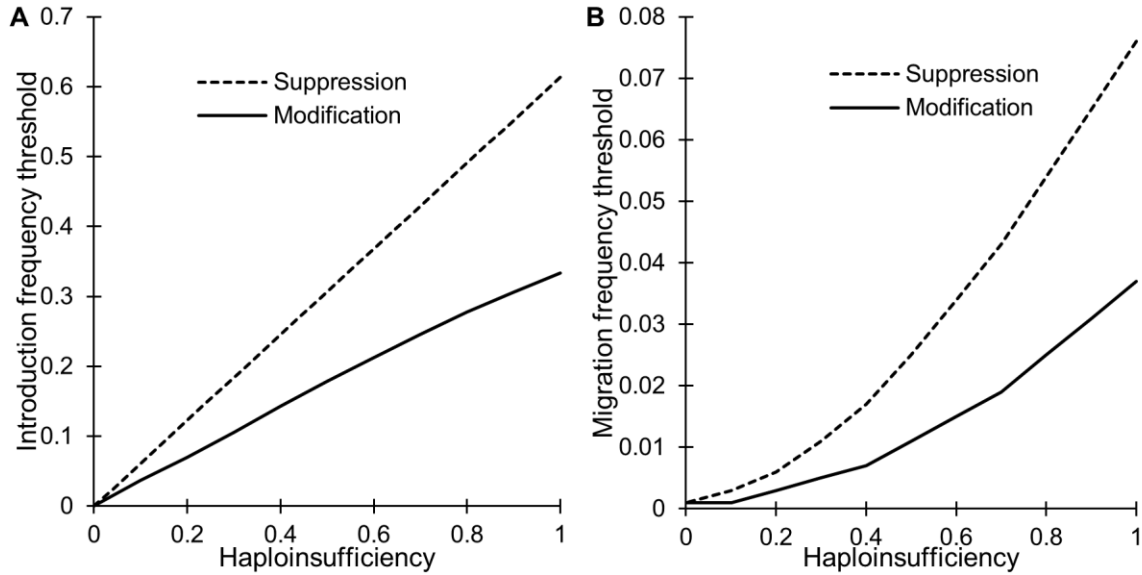 A
Introduction frequency threshold
0.7
0.6
0.5
0.4
0.3
0.2
0.1
0
Suppression
Modification
0 0.2 0.4 0.6 0.8 1
Haploinsufficiency
B
Migration frequency threshold
0.08
0.07
0.06
0.05
0.04
0.03
0.02
0.01
0
Suppression
Modification
0 0.2 0.4 0.6 0.8 1
Haploinsufficiency